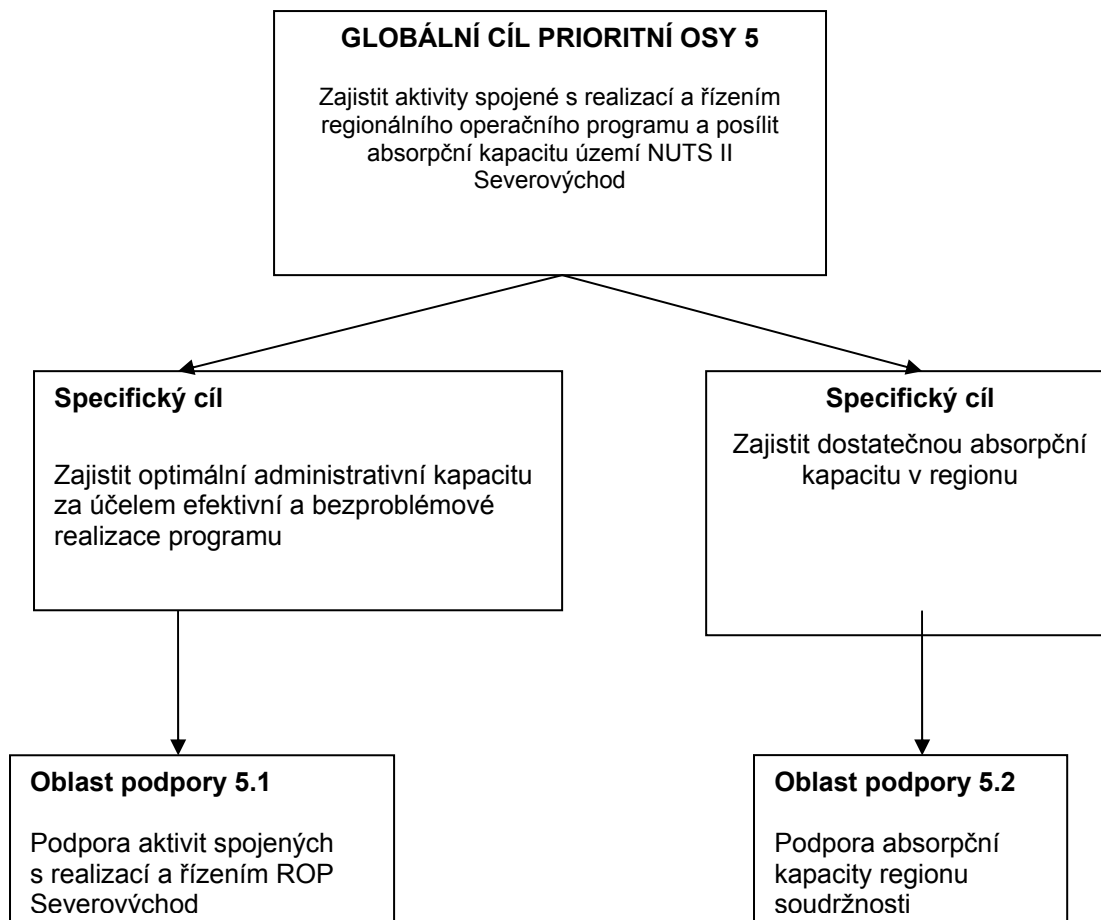 GLOBÁLNÍ CÍL PRIORITNÍ OSY 5
Zajistit aktivity spojené s realizací a řízením
regionálního operačního programu a posílit
absorpční kapacitu území NUTS II
Severovýchod
Specifický cíl
Zajistit optimální administrativní kapacitu
za účelem efektivní a bezproblémové
realizace programu
Specifický cíl
Zajistit dostatečnou absorpční
kapacitu v regionu
Oblast podpory 5.1
Podpora aktivit spojených
s realizací a řízením ROP
Severovýchod
Oblast podpory 5.2
Podpora absorpční
kapacity regionu
soudržnosti